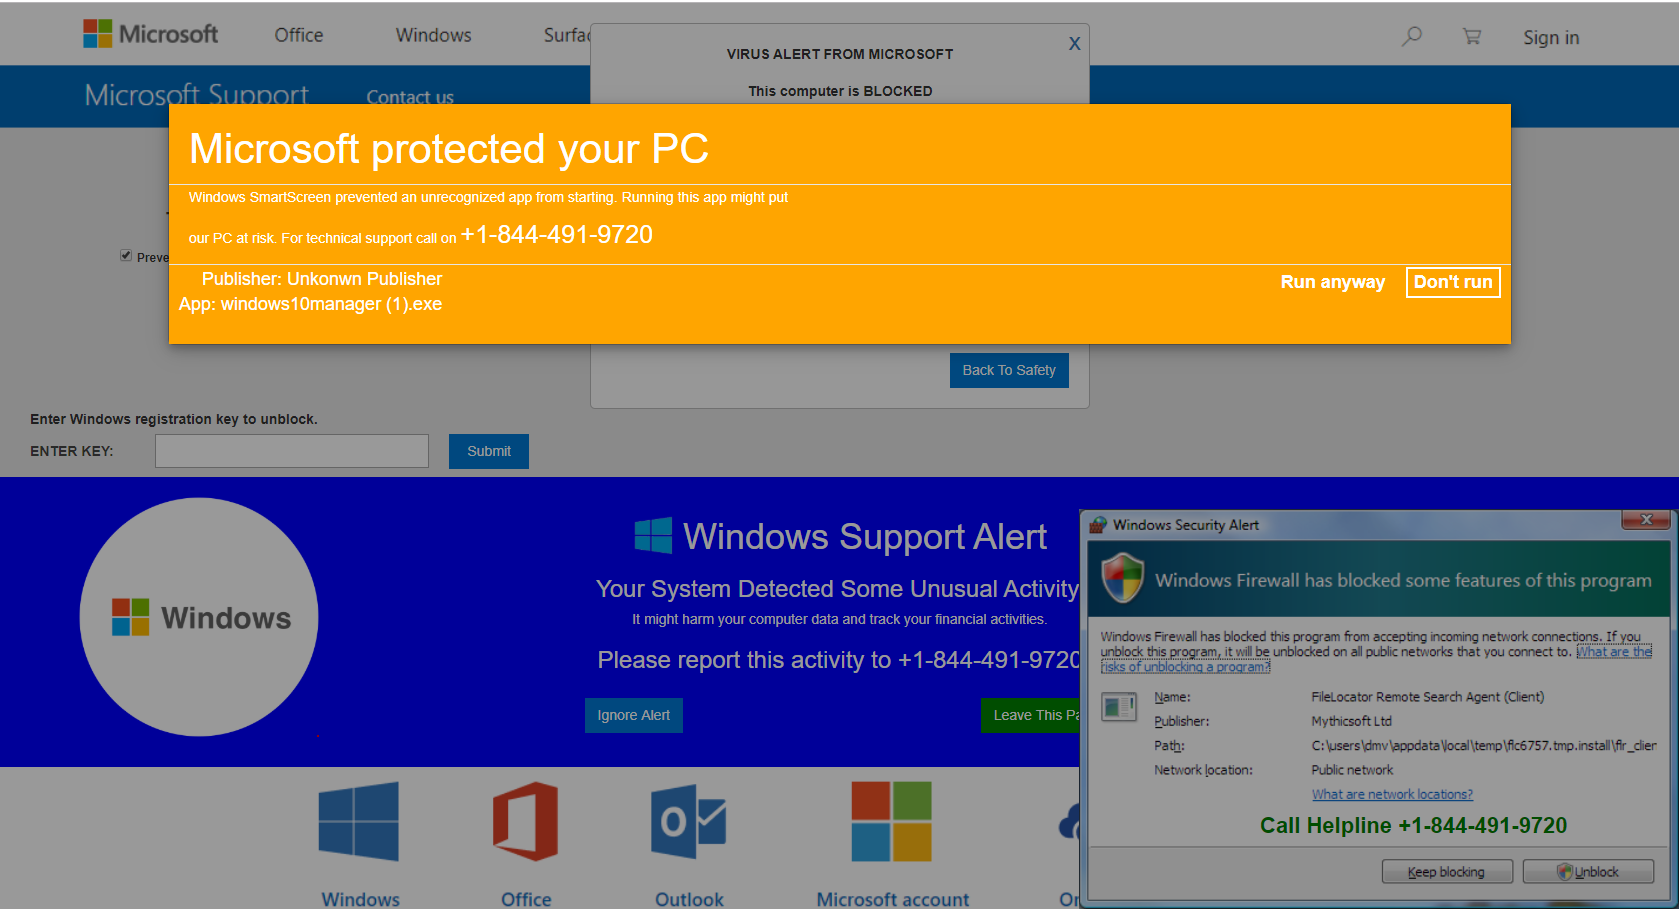 Microsoft
Office
Windows
Sign in
VIRUS ALERT FROM MICROSOFT
X
This computer is BLOCKED
Microsoft Support
Contact us
Microsoft protected your PC
Windows SmartScreen prevented an unrecognized app from starting. Running this app might put
our PC at risk. For technical support call on +1-844-491-9720
Publisher: Unkonwn Publisher
App: windows10manager (1).exe
Run anyway
Don't run
Back To Safety
Enter Windows registration key to unblock.
ENTER KEY:
Submit
Windows
Windows Support Alert
Your System Detected Some Unusual Activity
It might harm your computer data and track your financial activities.
Please report this activity to +1-844-491-9720
Ignore Alert
Leave This
Windows Security Alert
Windows Firewall has blocked some features of this program
Windows Firewall has blocked this program from accepting incoming network connections. If you
unblock this program, it will be unblocked on all public networks that you connect to. What are the
risks of unblocking a program?
Name: FileLocator Remote Search Agent (Client)
Publisher: Mythicsoft Ltd
Path: C:\users\dmv\appdata\local\temp\flc6757.tmp.install\flr_clier
Network location: Public network
What are network locations?
Call Helpline +1-844-491-9720
Keep blocking
Unblock
Windows
Office
Outlook
Microsoft account